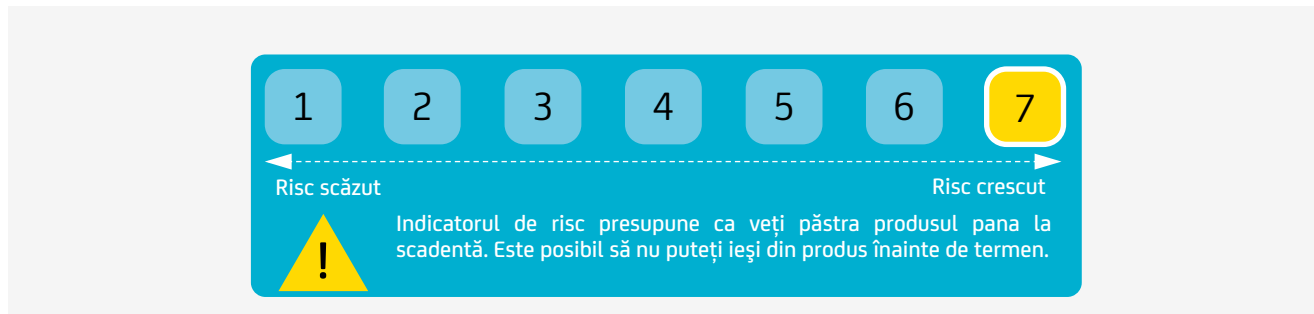 1 2 3 4 5 6 7
Risc scăzut Risc crescut
Indicatorul de risc presupune ca veți păstra produsul pana la
scadentă. Este posibil să nu puteți ieşi din produs înainte de termen.
!